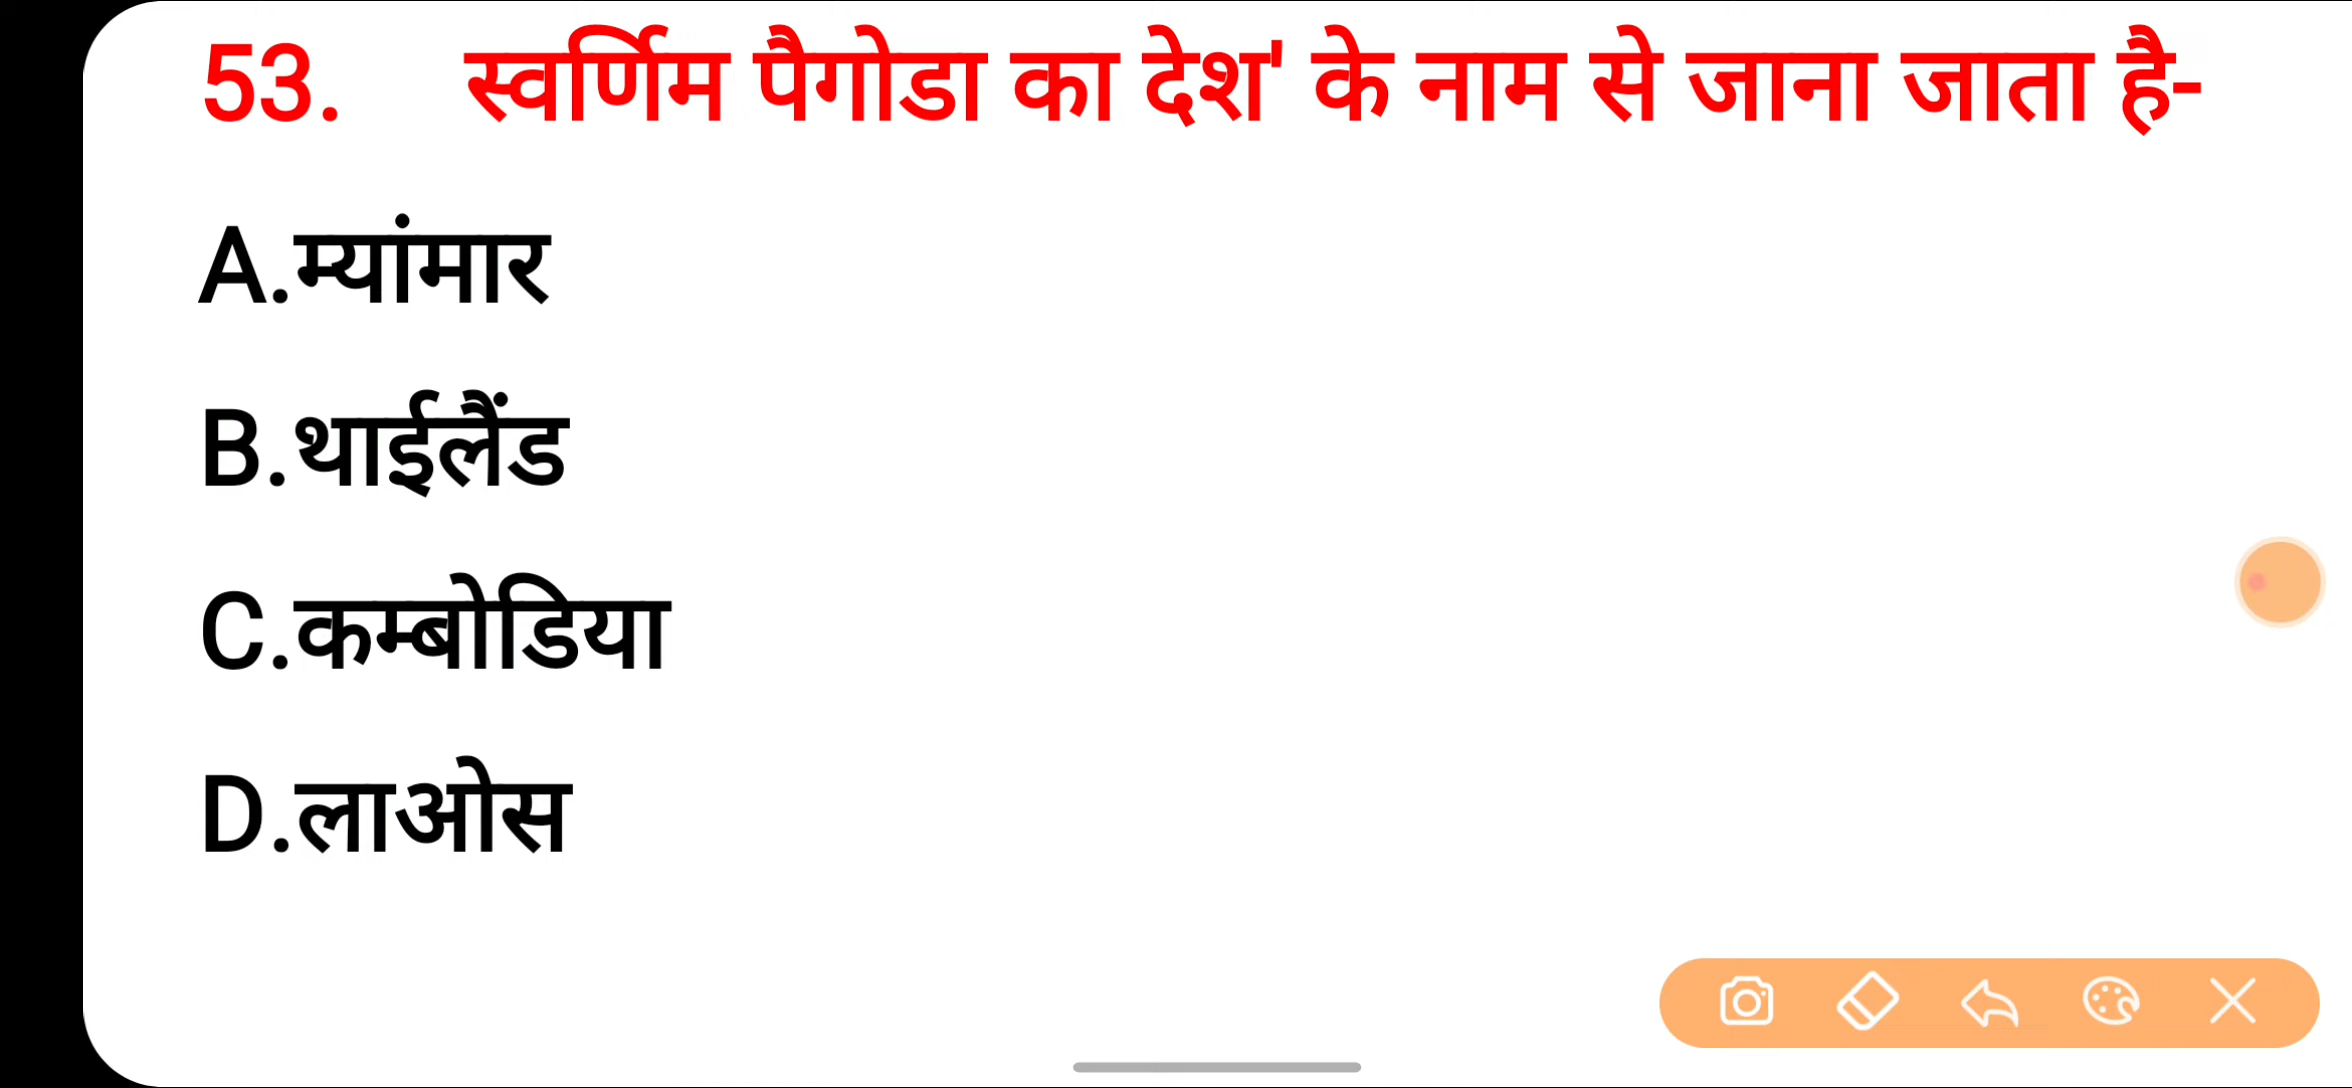 53. स्वर्णिम पैगोडा का देश' के नाम से जाना जाता है-
A.म्यांमार
B.थाईलैंड
C.कम्बोडिया
D.लाओस